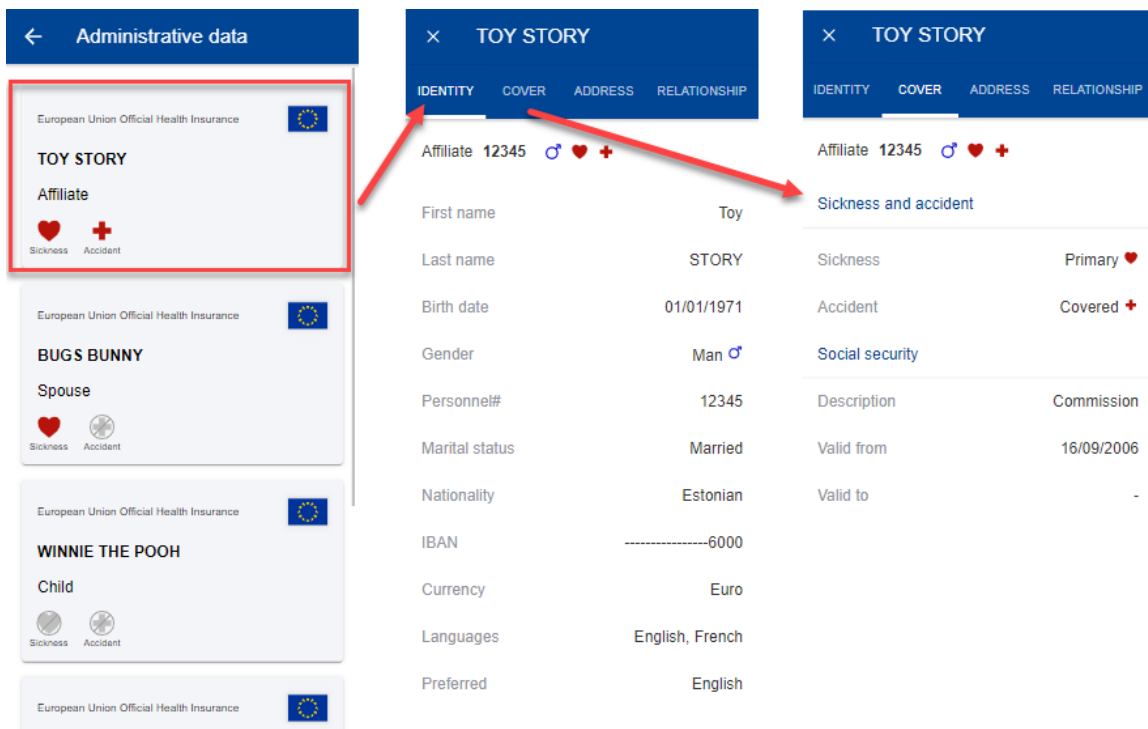 Administrative data
European Union Official Health Insurance
TOY STORY
Affiliate
Sickness Accident
European Union Official Health Insurance
BUGS BUNNY
Spouse
Sickness Accident
European Union Official Health Insurance
WINNIE THE POOH
Child
Sickness Accident
European Union Official Health Insurance
TOY STORY
IDENTITY COVER ADDRESS RELATIONSHIP
Affiliate 12345
First name Toy
Last name STORY
Birth date 01/01/1971
Gender Man
Personnel# 12345
Marital status Married
Nationality Estonian
IBAN ----------------6000
Currency Euro
Languages English, French
Preferred English
TOY STORY
IDENTITY COVER ADDRESS RELATIONSHIP
Affiliate 12345
Sickness and accident
Sickness Primary
Accident Covered
Social security
Description Commission
Valid from 16/09/2006
Valid to -